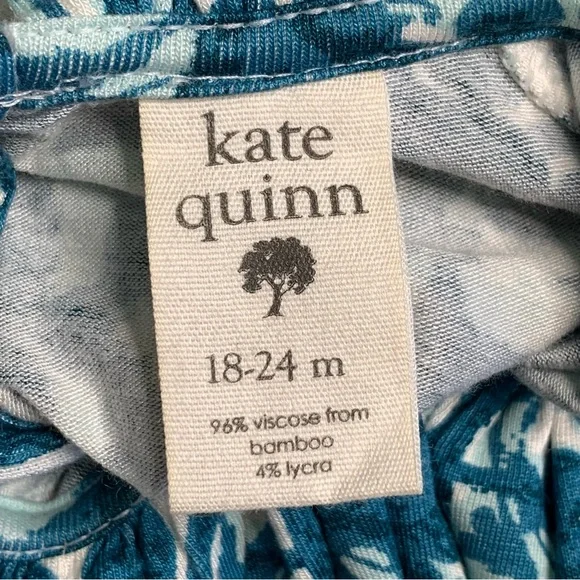 kate
quinn
18-24 m
96% viscose from
bamboo
4% lycra